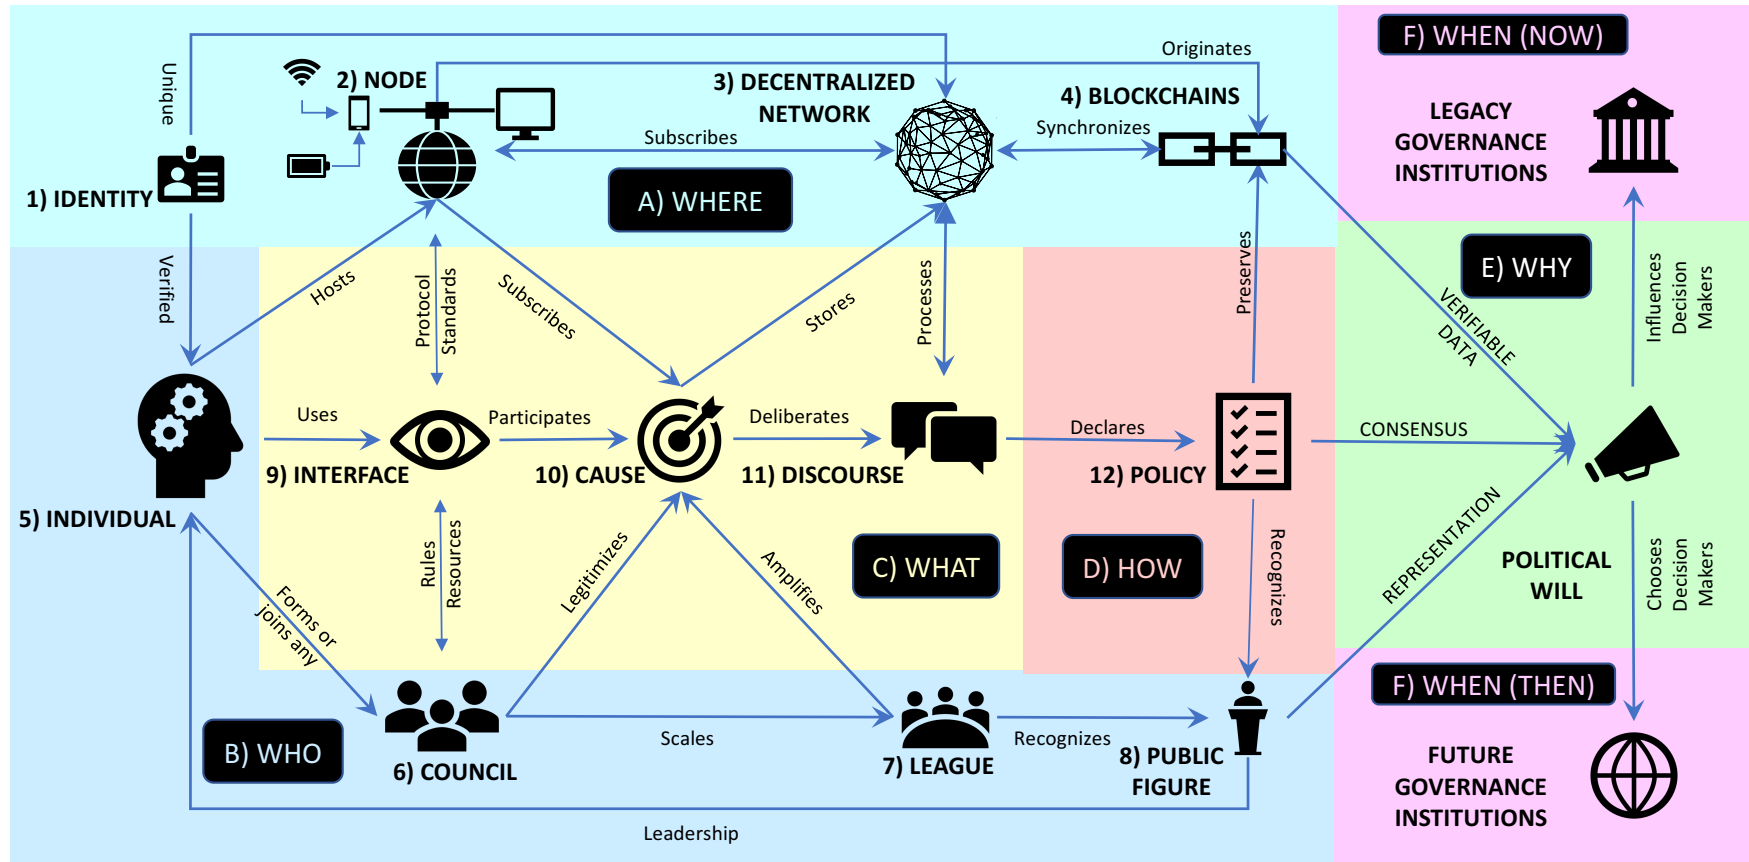 F) WHEN (NOW)
Originates
Unique
2) NODE
3) DECENTRALIZED
NETWORK
4) BLOCKCHAINS
LEGACY
GOVERNANCE
INSTITUTIONS
Subscribes
Synchronizes
1) IDENTITY
A) WHERE
Verified
Hosts
Protocol
Standards
Subscribes
Stores
Processes
Preserves
E) WHY
VERIFIABLE
DATA
Influences
Decision
Makers
Uses
Participates
Deliberates
Declares
CONSENSUS
9) INTERFACE
10) CAUSE
11) DISCOURSE
12) POLICY
5) INDIVIDUAL
Rules
Resources
Legitimizes
Amplifies
C) WHAT
D) HOW
Recognizes
REPRESENTATION
POLITICAL
WILL
Chooses
Decision
Makers
Forms or
joins any
B) WHO
6) COUNCIL
Scales
7) LEAGUE
Recognizes
8) PUBLIC
FIGURE
F) WHEN (THEN)
FUTURE
GOVERNANCE
INSTITUTIONS
Leadership